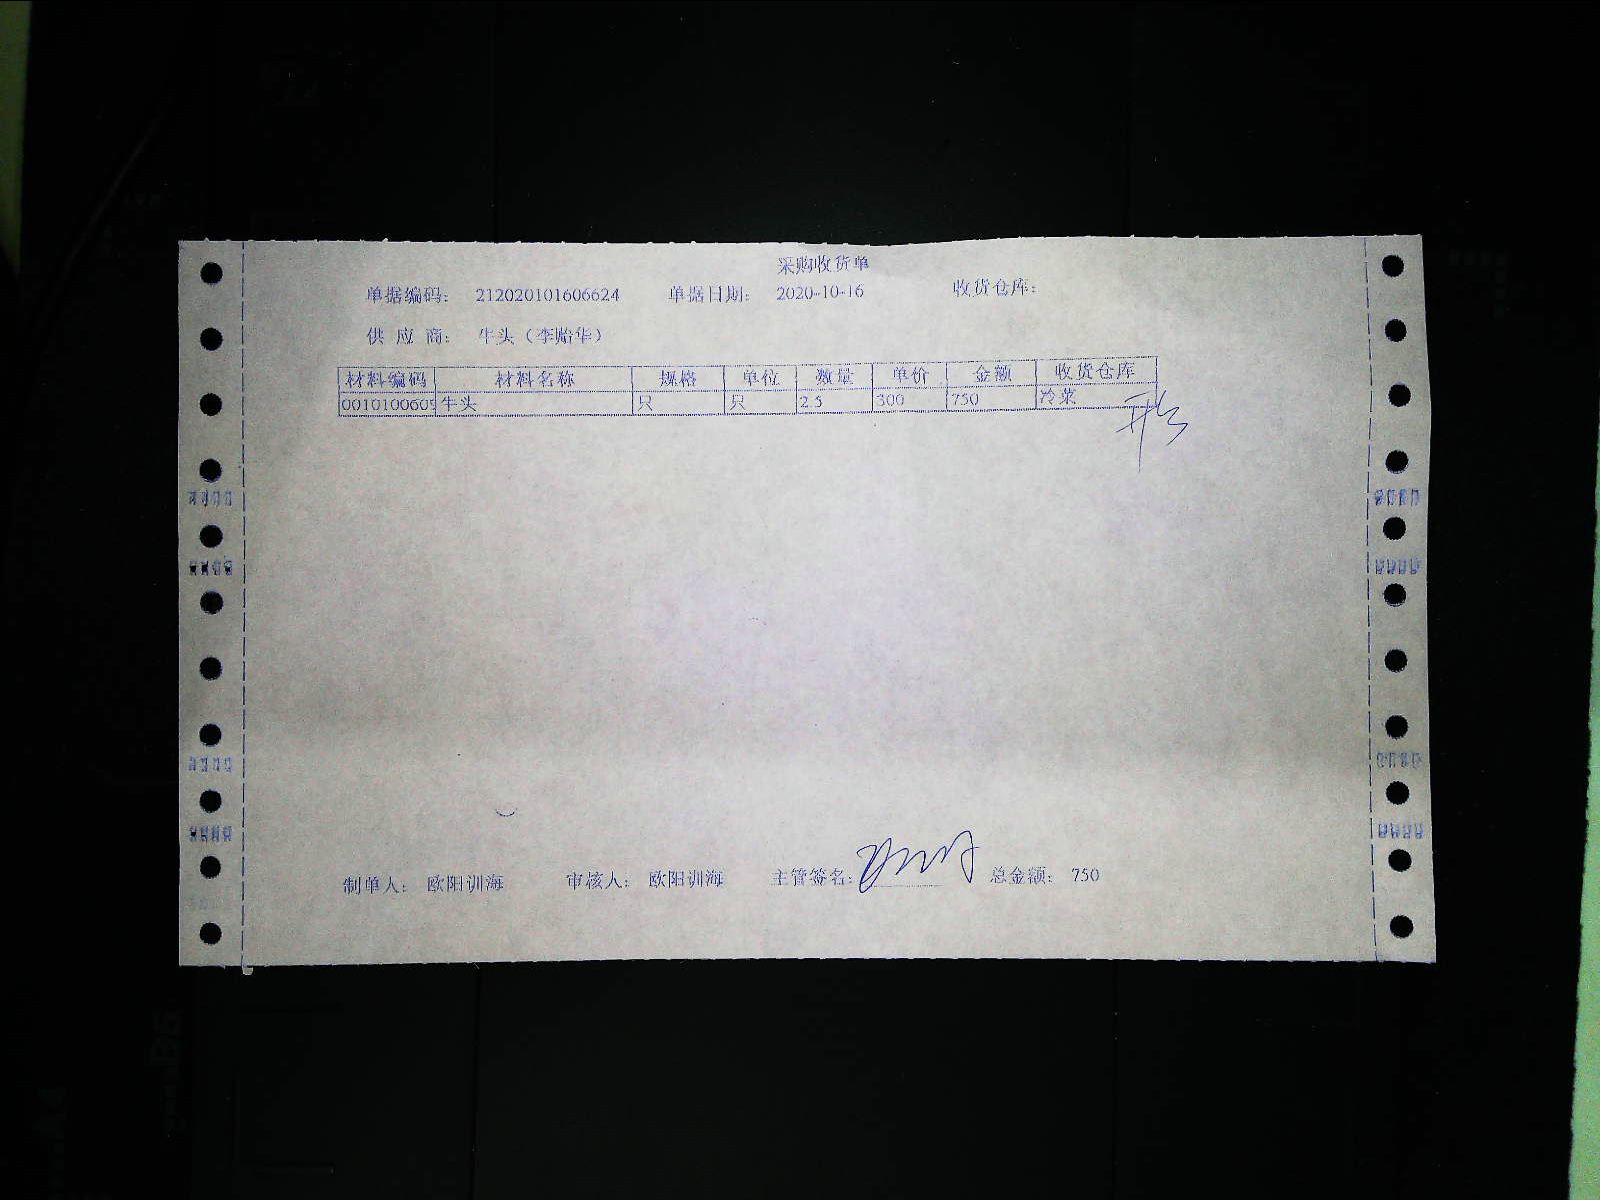 采购收货单
单据编码： 212020101606624 单据日期： 2020-10-16 收货仓库：
供 应 商： 牛头（李贻华）
材料编码 材料名称 规格 单位 数量 单价 金额 收货仓库
0010100605 牛头 只 只 2.5 300 750 冷菜
制单人： 欧阳训海 审核人： 欧阳训海 主管签名： 总金额： 750